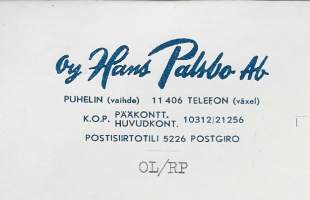 Oy Hans Palsbo Ab
PUHELIN (vaihde) 11 406 TELEFON (växel)
K.O.P. PÄÄKONTT. HUVUDKONT. 10312/21256
POSTISIIRTOTILI 5226 POSTGIRO
OL/RP